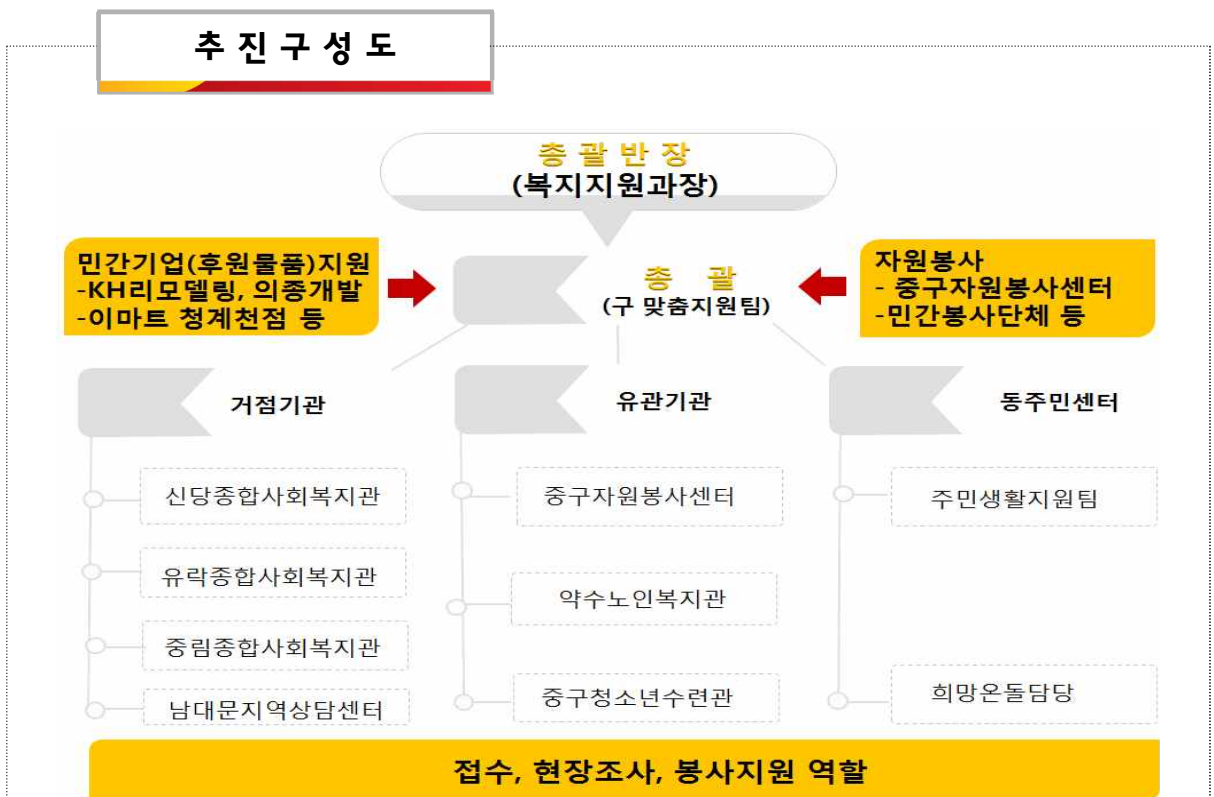 추 진 구 성 도
총 괄 반 장
(복지지원과장)
민간기업(후원물품)지원
-KH리모델링, 의종개발
-이마트 청계천점 등
총 괄
(구 맞춤지원팀)
자원봉사
- 중구자원봉사센터
-민간봉사단체 등
거점기관
신당종합사회복지관
유락종합사회복지관
중림종합사회복지관
남대문지역상담센터
유관기관
중구자원봉사센터
약수노인복지관
중구청소년수련관
동주민센터
주민생활지원팀
희망온돌담당
접수, 현장조사, 봉사지원 역할